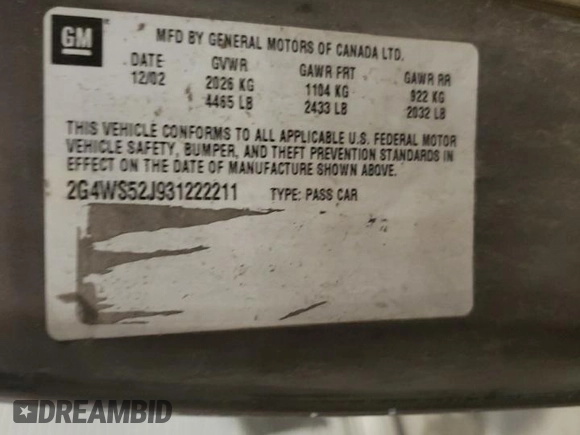 GM
MFD BY GENERAL MOTORS OF CANADA LTD.
DATE GVWR GAWR FRT GAWR RR
12/02 2026 KG 1104 KG 922 KG
4465 LB 2433 LB 2032 LB
THIS VEHICLE CONFORMS TO ALL APPLICABLE U.S. FEDERAL MOTOR
VEHICLE SAFETY, BUMPER, AND THEFT PREVENTION STANDARDS IN
EFFECT ON THE DATE OF MANUFACTURE SHOWN ABOVE.
2G4WS52J931222211 TYPE: PASS CAR
DREAMBID